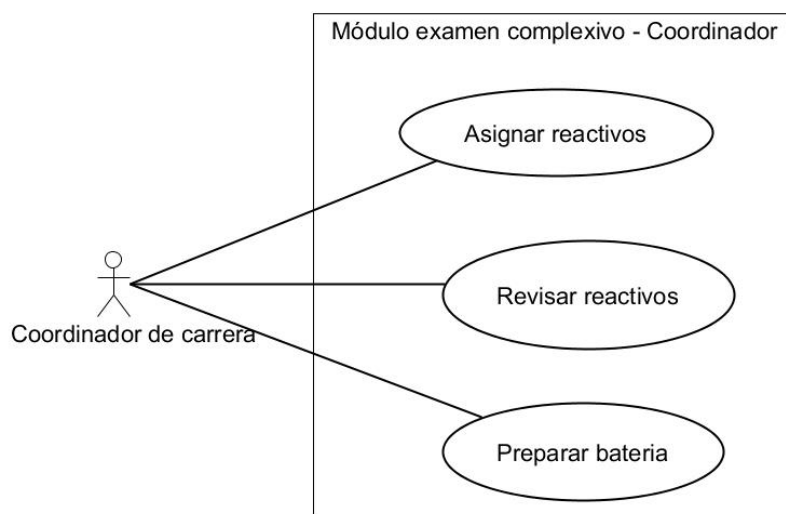 Módulo examen complexivo - Coordinador
Asignar reactivos
Revisar reactivos
Coordinador de carrera
Preparar bateria